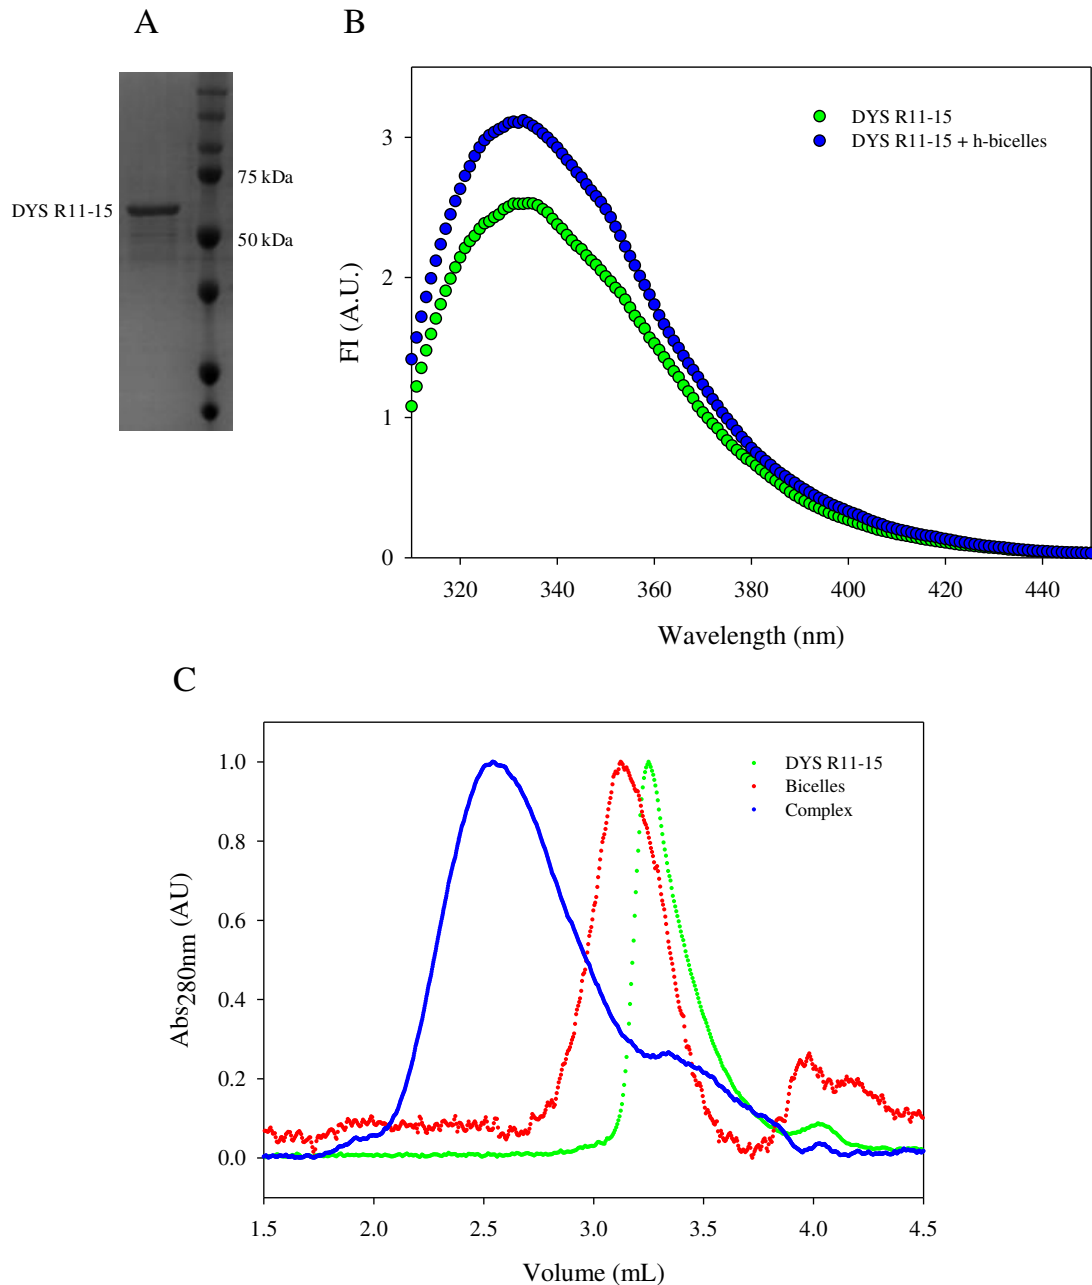 A
B
DYS R11-15
75 kDa
50 kDa
DYS R11-15
DYS R11-15 + h-bicelles
FI (A.U.)
3
2
1
0
320 340 360 380 400 420 440
Wavelength (nm)
C
DYS R11-15
Bicelles
Complex
Abs280nm (AU)
1.0
0.8
0.6
0.4
0.2
0.0
1.5 2.0 2.5 3.0 3.5 4.0 4.5
Volume (mL)